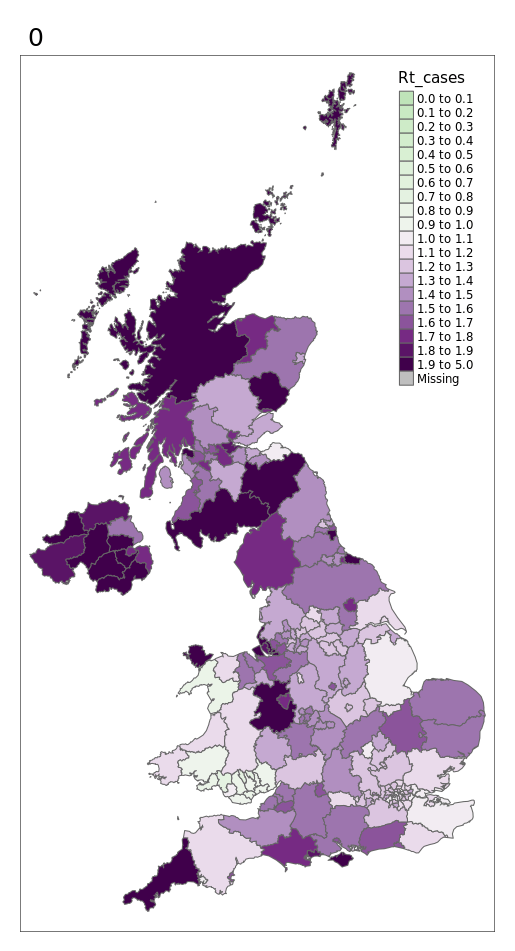 0
Rt_cases
0.0 to 0.1
0.1 to 0.2
0.2 to 0.3
0.3 to 0.4
0.4 to 0.5
0.5 to 0.6
0.6 to 0.7
0.7 to 0.8
0.8 to 0.9
0.9 to 1.0
1.0 to 1.1
1.1 to 1.2
1.2 to 1.3
1.3 to 1.4
1.4 to 1.5
1.5 to 1.6
1.6 to 1.7
1.7 to 1.8
1.8 to 1.9
1.9 to 5.0
Missing